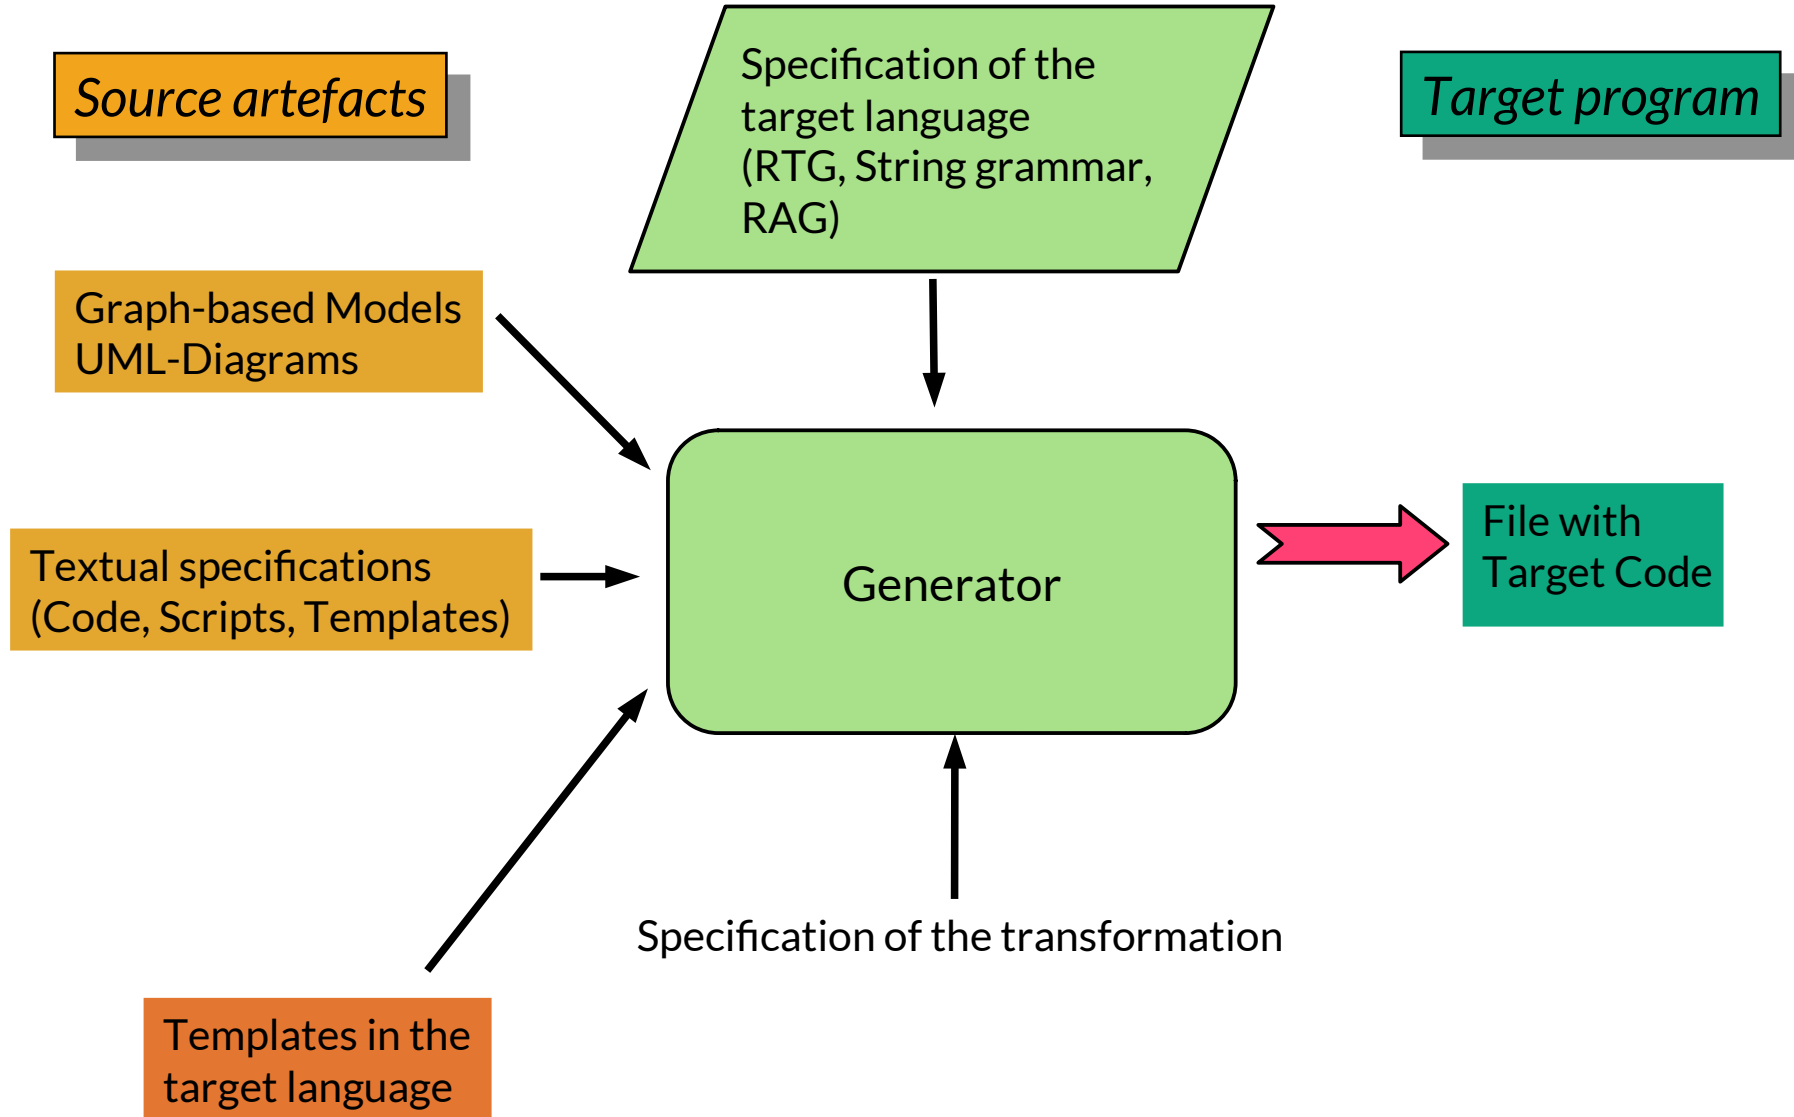 Source artefacts
Specification of the
target language
(RTG, String grammar,
RAG)
Target program
Graph-based Models
UML-Diagrams
Textual specifications
(Code, Scripts, Templates)
Generator
File with
Target Code
Specification of the transformation
Templates in the
target language